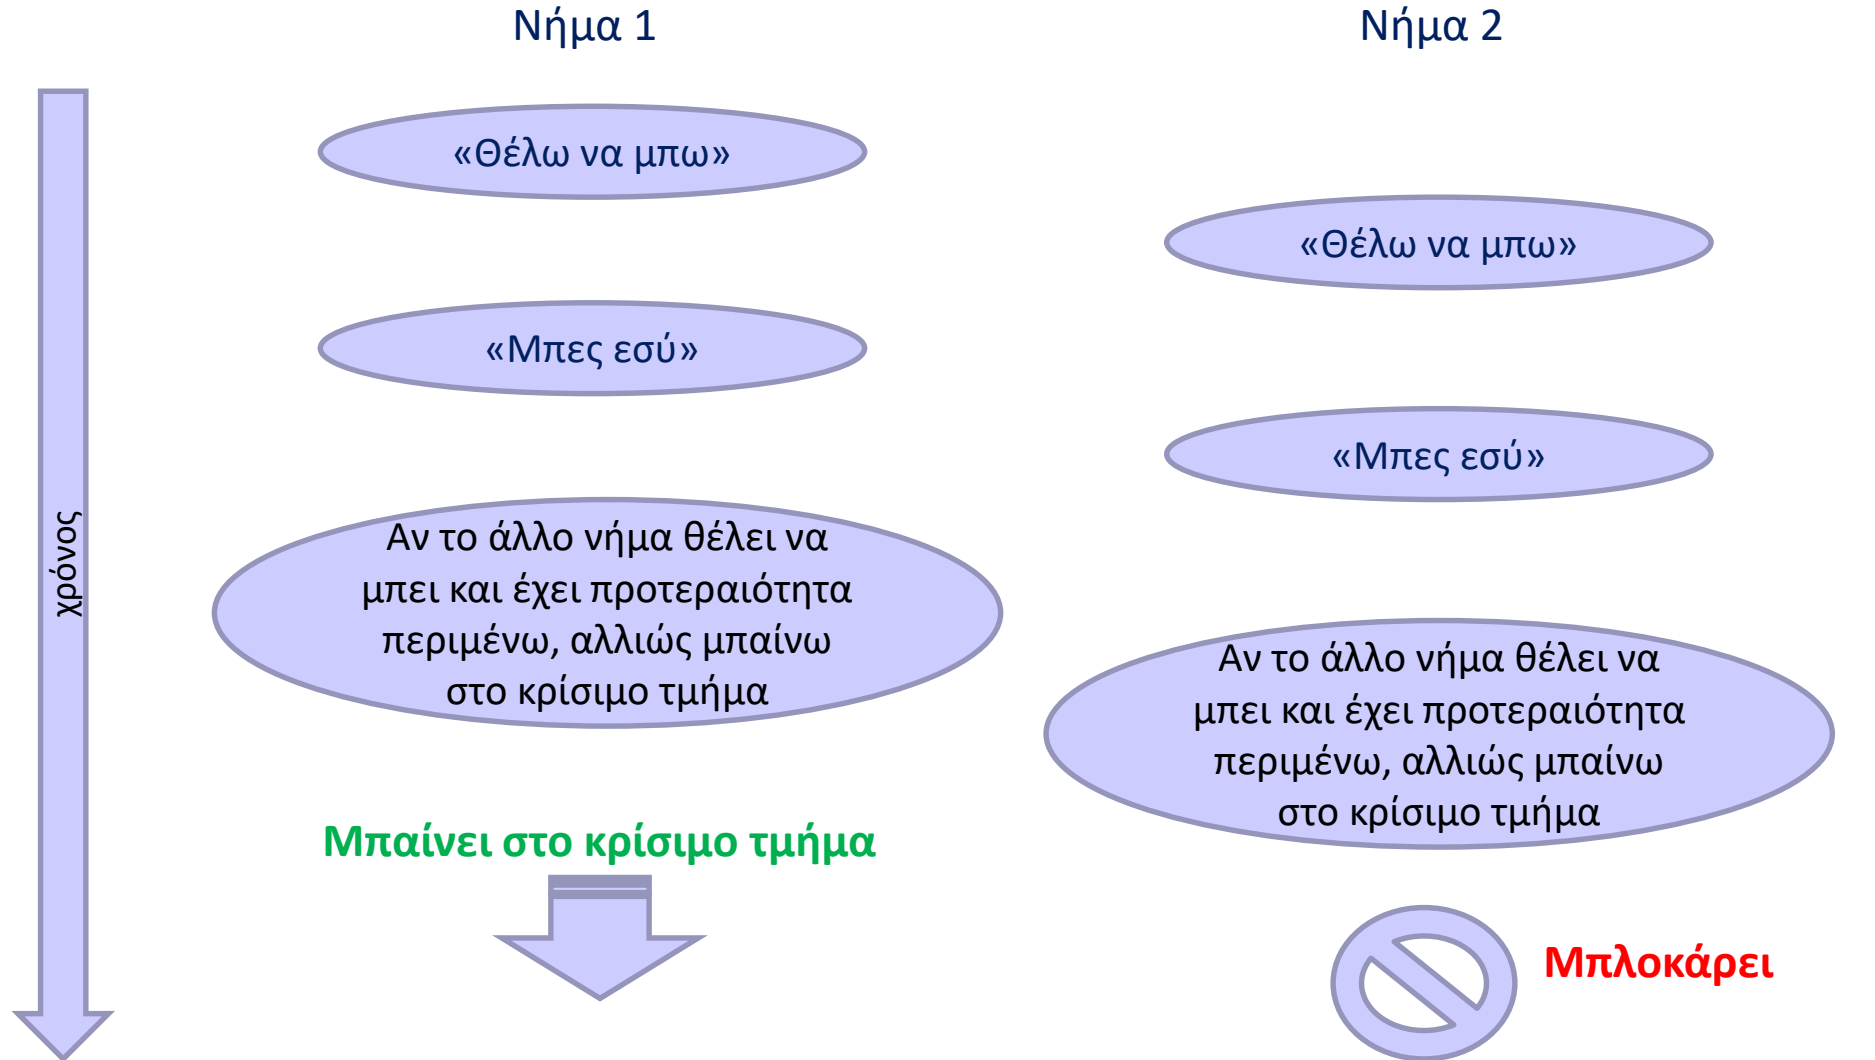 Νήμα 1
Νήμα 2
«Θέλω να μπω»
«Θέλω να μπω»
«Μπες εσύ»
«Μπες εσύ»
χρόνος
Αν το άλλο νήμα θέλει να
μπει και έχει προτεραιότητα
περιμένω, αλλιώς μπαίνω
στο κρίσιμο τμήμα
Αν το άλλο νήμα θέλει να
μπει και έχει προτεραιότητα
περιμένω, αλλιώς μπαίνω
στο κρίσιμο τμήμα
Μπαίνει στο κρίσιμο τμήμα
Μπλοκάρει